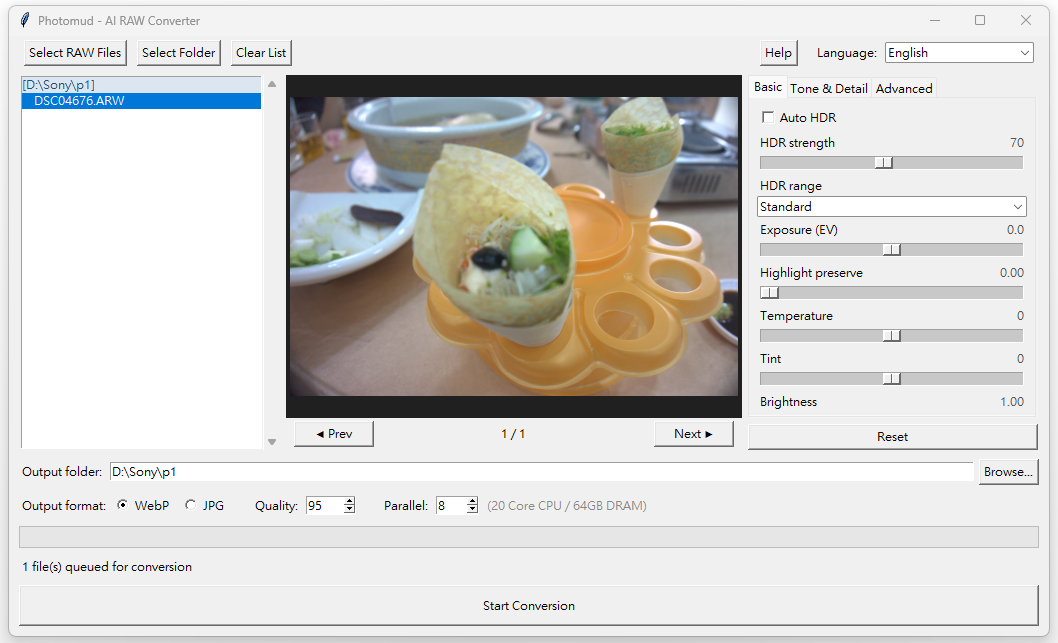 Photomud - AI RAW Converter
Select RAW Files Select Folder Clear List Help Language: English
[D:\Sony\p1]
DSC04676.ARW
Basic Tone & Detail Advanced
Auto HDR
HDR strength 70
HDR range
Standard
Exposure (EV) 0.0
Highlight preserve 0.00
Temperature 0
Tint 0
Brightness 1.00
◄ Prev 1 / 1 Next ► Reset
Output folder: D:\Sony\p1 Browse...
Output format: WebP JPG Quality: 95 Parallel: 8 (20 Core CPU / 64GB DRAM)
1 file(s) queued for conversion
Start Conversion